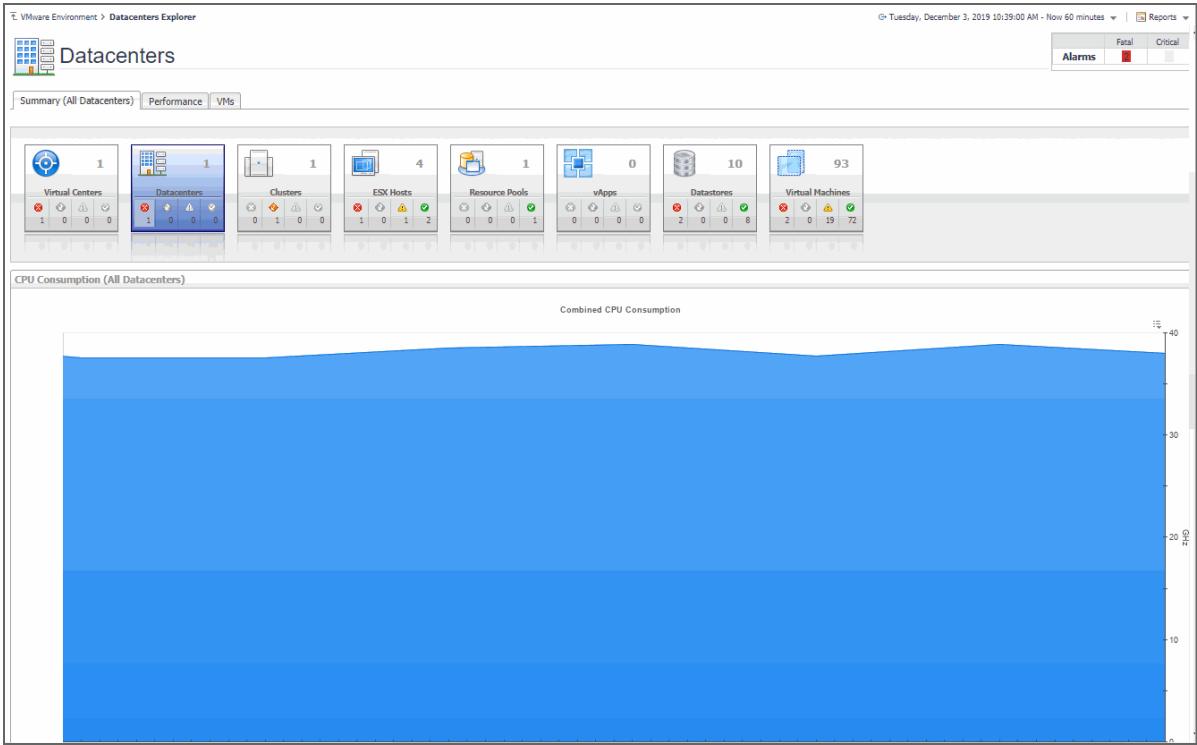 VMware Environment > Datacenters Explorer
Tuesday, December 3, 2019 10:39:00 AM - Now 60 minutes
Reports
Datacenters
Fatal Critical
Alarms 2
Summary (All Datacenters) Performance VMs
1 1 1 4 1 0 10 93
Virtual Centers Datacenters Clusters ESX Hosts Resource Pools vApps Datastores Virtual Machines
1 0 0 0 1 0 0 0 0 1 0 0 1 0 1 2 0 0 0 1 0 0 0 0 2 0 0 8 2 0 19 72
CPU Consumption (All Datacenters)
Combined CPU Consumption
40
30
20
GHz
10
0